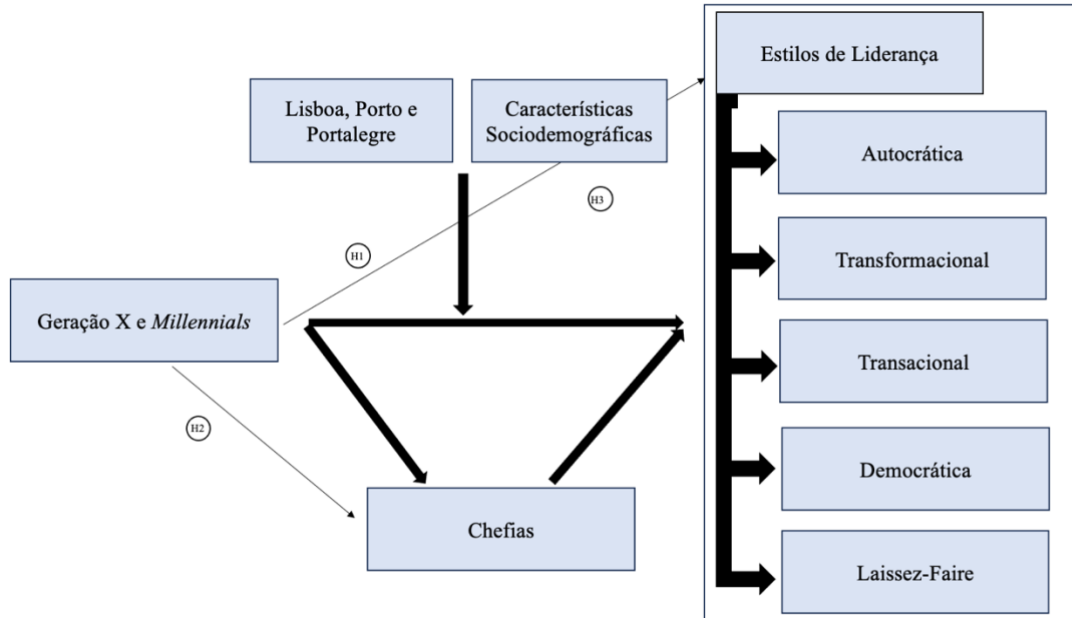 Estilos de Liderança
Lisboa, Porto e
Portalegre
Características
Sociodemográficas
Autocrática
H3
H1
Transformacional
Geração X e Millennials
Transacional
H2
Democrática
Chefias
Laissez-Faire